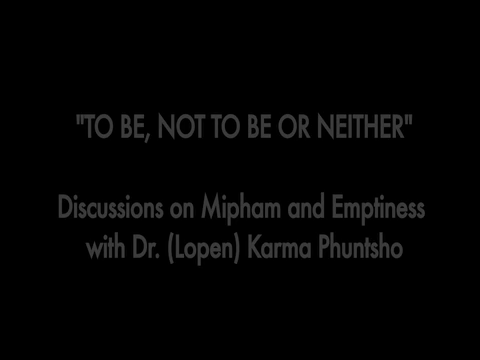 "TO BE, NOT TO BE OR NEITHER"
Discussions on Mipham and Emptiness
with Dr. (Lopen) Karma Phuntsho